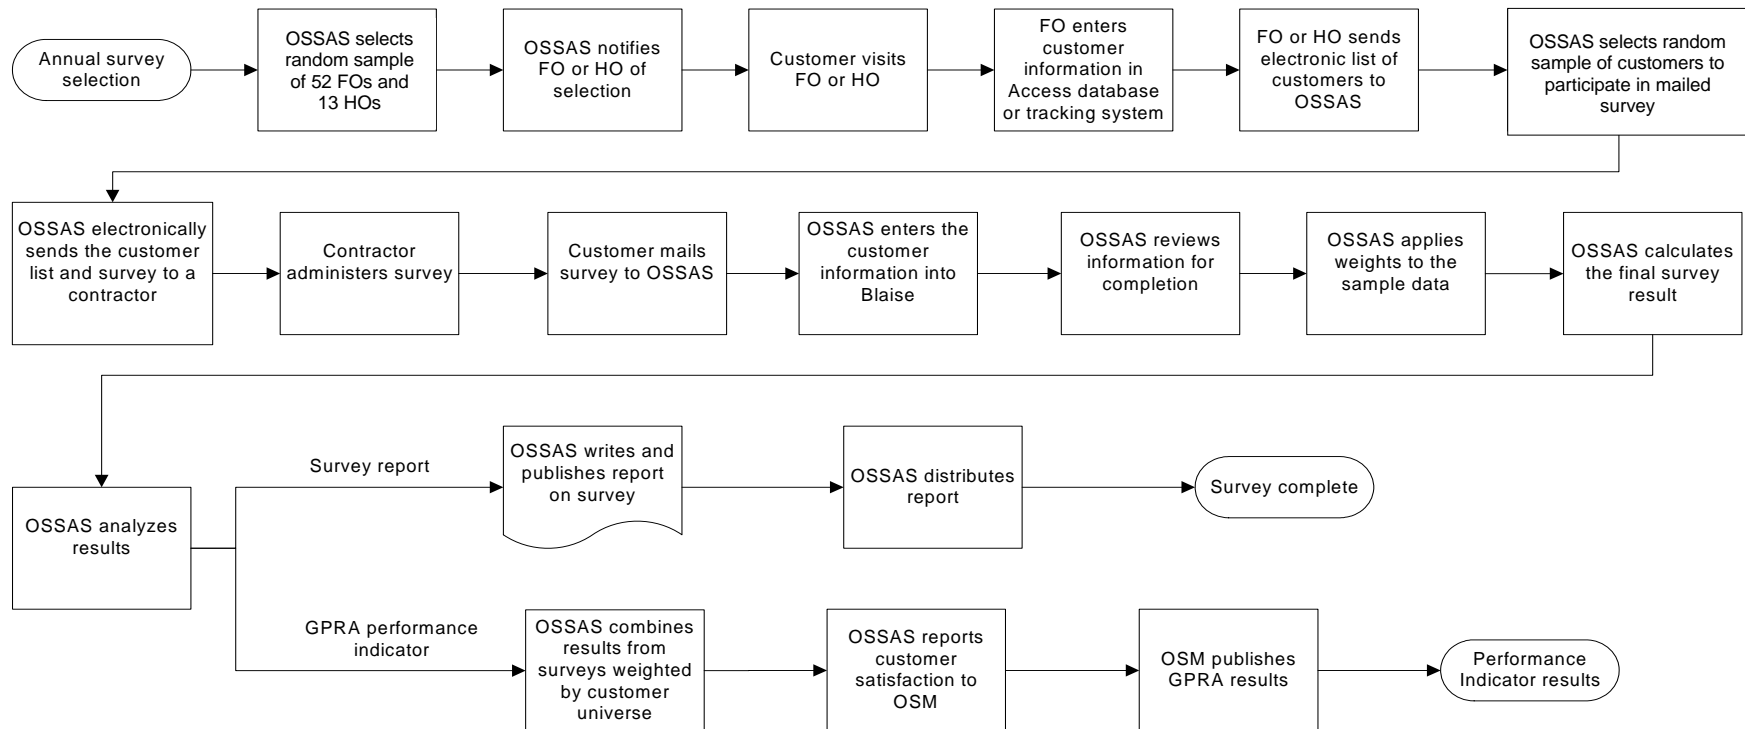 Annual survey
selection
OSSAS selects
random sample
of 52 FOs and
13 HOs
OSSAS notifies
FO or HO of
selection
Customer visits
FO or HO
FO enters
customer
information in
Access database
or tracking system
FO or HO sends
electronic list of
customers to
OSSAS
OSSAS selects random
sample of customers to
participate in mailed
survey
OSSAS electronically
sends the customer
list and survey to a
contractor
Contractor
administers survey
Customer mails
survey to OSSAS
OSSAS enters the
customer
information into
Blaise
OSSAS reviews
information for
completion
OSSAS applies
weights to the
sample data
OSSAS calculates
the final survey
result
OSSAS analyzes
results
Survey report
OSSAS writes and
publishes report
on survey
OSSAS distributes
report
Survey complete
GPRA performance
indicator
OSSAS combines
results from
surveys weighted
by customer
universe
OSSAS reports
customer
satisfaction to
OSM
OSM publishes
GPRA results
Performance
Indicator results